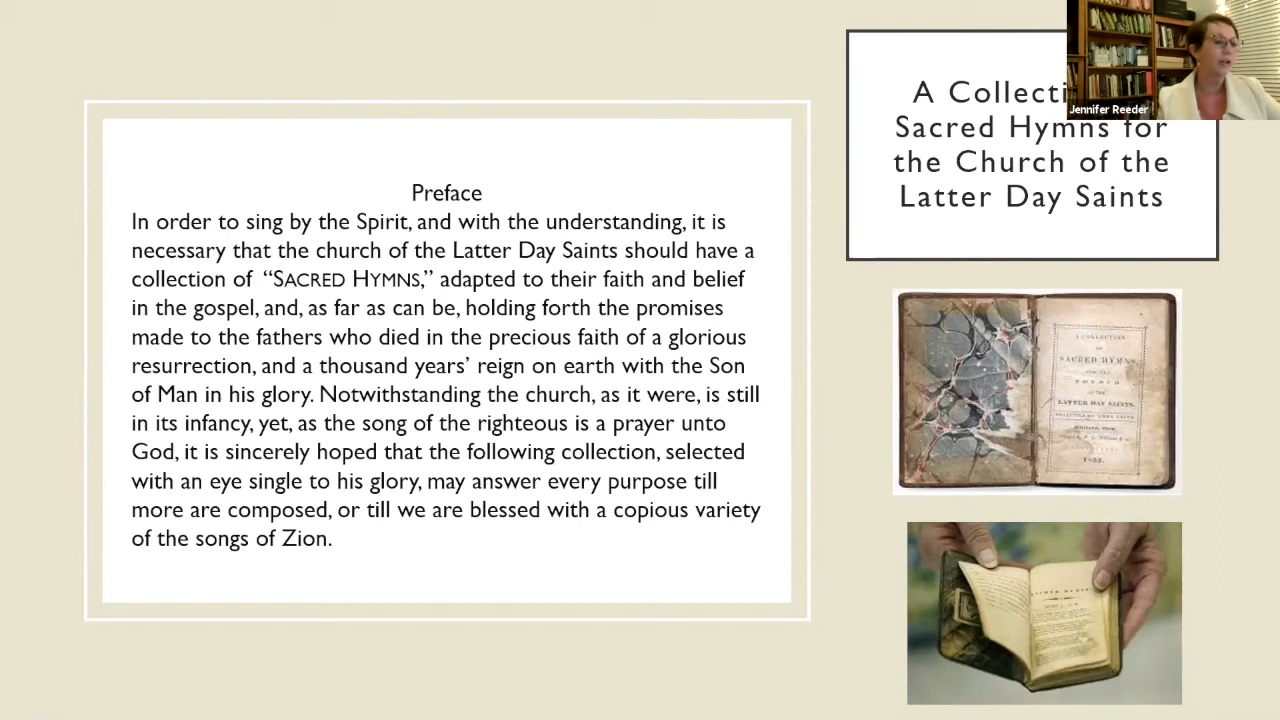 Preface
In order to sing by the Spirit, and with the understanding, it is
necessary that the church of the Latter Day Saints should have a
collection of “SACRED HYMNS,” adapted to their faith and belief
in the gospel, and, as far as can be, holding forth the promises
made to the fathers who died in the precious faith of a glorious
resurrection, and a thousand years’ reign on earth with the Son
of Man in his glory. Notwithstanding the church, as it were, is still
in its infancy, yet, as the song of the righteous is a prayer unto
God, it is sincerely hoped that the following collection, selected
with an eye single to his glory, may answer every purpose till
more are composed, or till we are blessed with a copious variety
of the songs of Zion.
A Collecti
Sacred Hymns for
the Church of the
Latter Day Saints
Jennifer Reeder
A COLLECTION
OF
SACRED HYMNS,
FOR THE
CHURCH
OF THE
LATTER DAY SAINTS.
SELECTED BY EMMA SMITH.
Kirtland, Ohio:
SACRED HYMNS